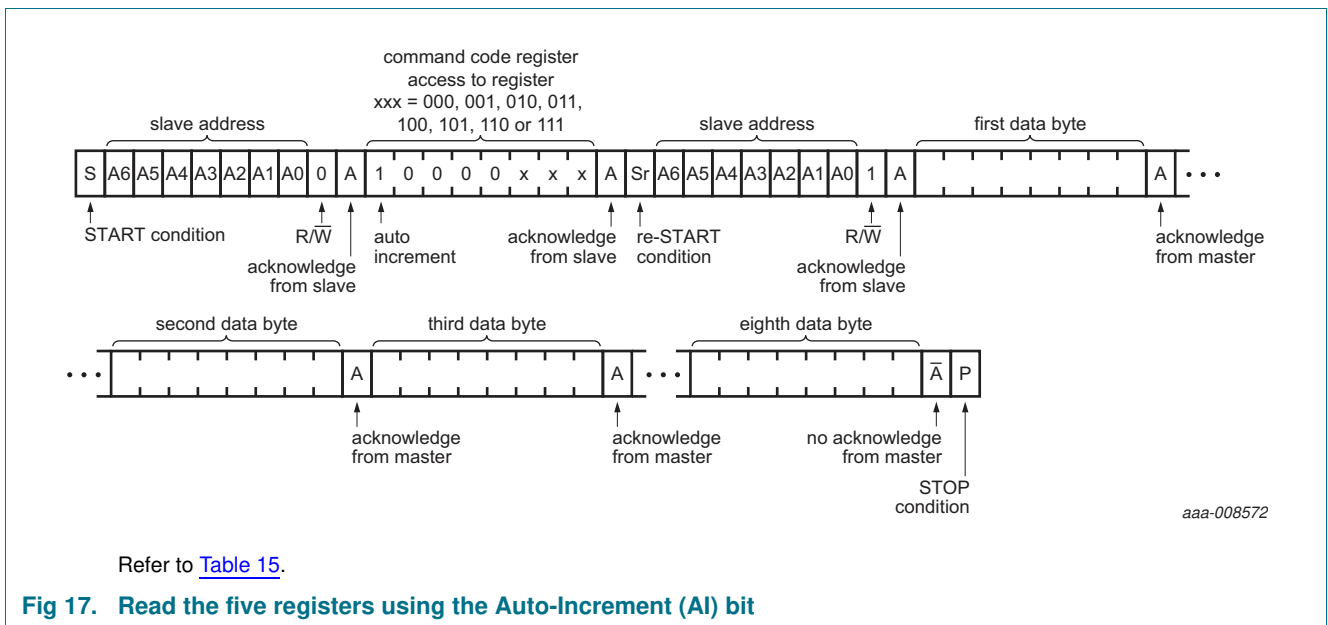 command code register
access to register
xxx = 000, 001, 010, 011,
100, 101, 110 or 111
slave address
slave address
first data byte
S A6 A5 A4 A3 A2 A1 A0 0 A 1 0 0 0 0 x x x A Sr A6 A5 A4 A3 A2 A1 A0 1 A A • • •
START condition
R/W̅
acknowledge
from slave
auto
increment
acknowledge
from slave
re-START
condition
R/W̅
acknowledge
from slave
acknowledge
from master
second data byte
third data byte
eighth data byte
• • • A A • • • A̅ P
acknowledge
from master
acknowledge
from master
no acknowledge
from master
STOP
condition
aaa-008572
Refer to Table 15.
Fig 17. Read the five registers using the Auto-Increment (AI) bit